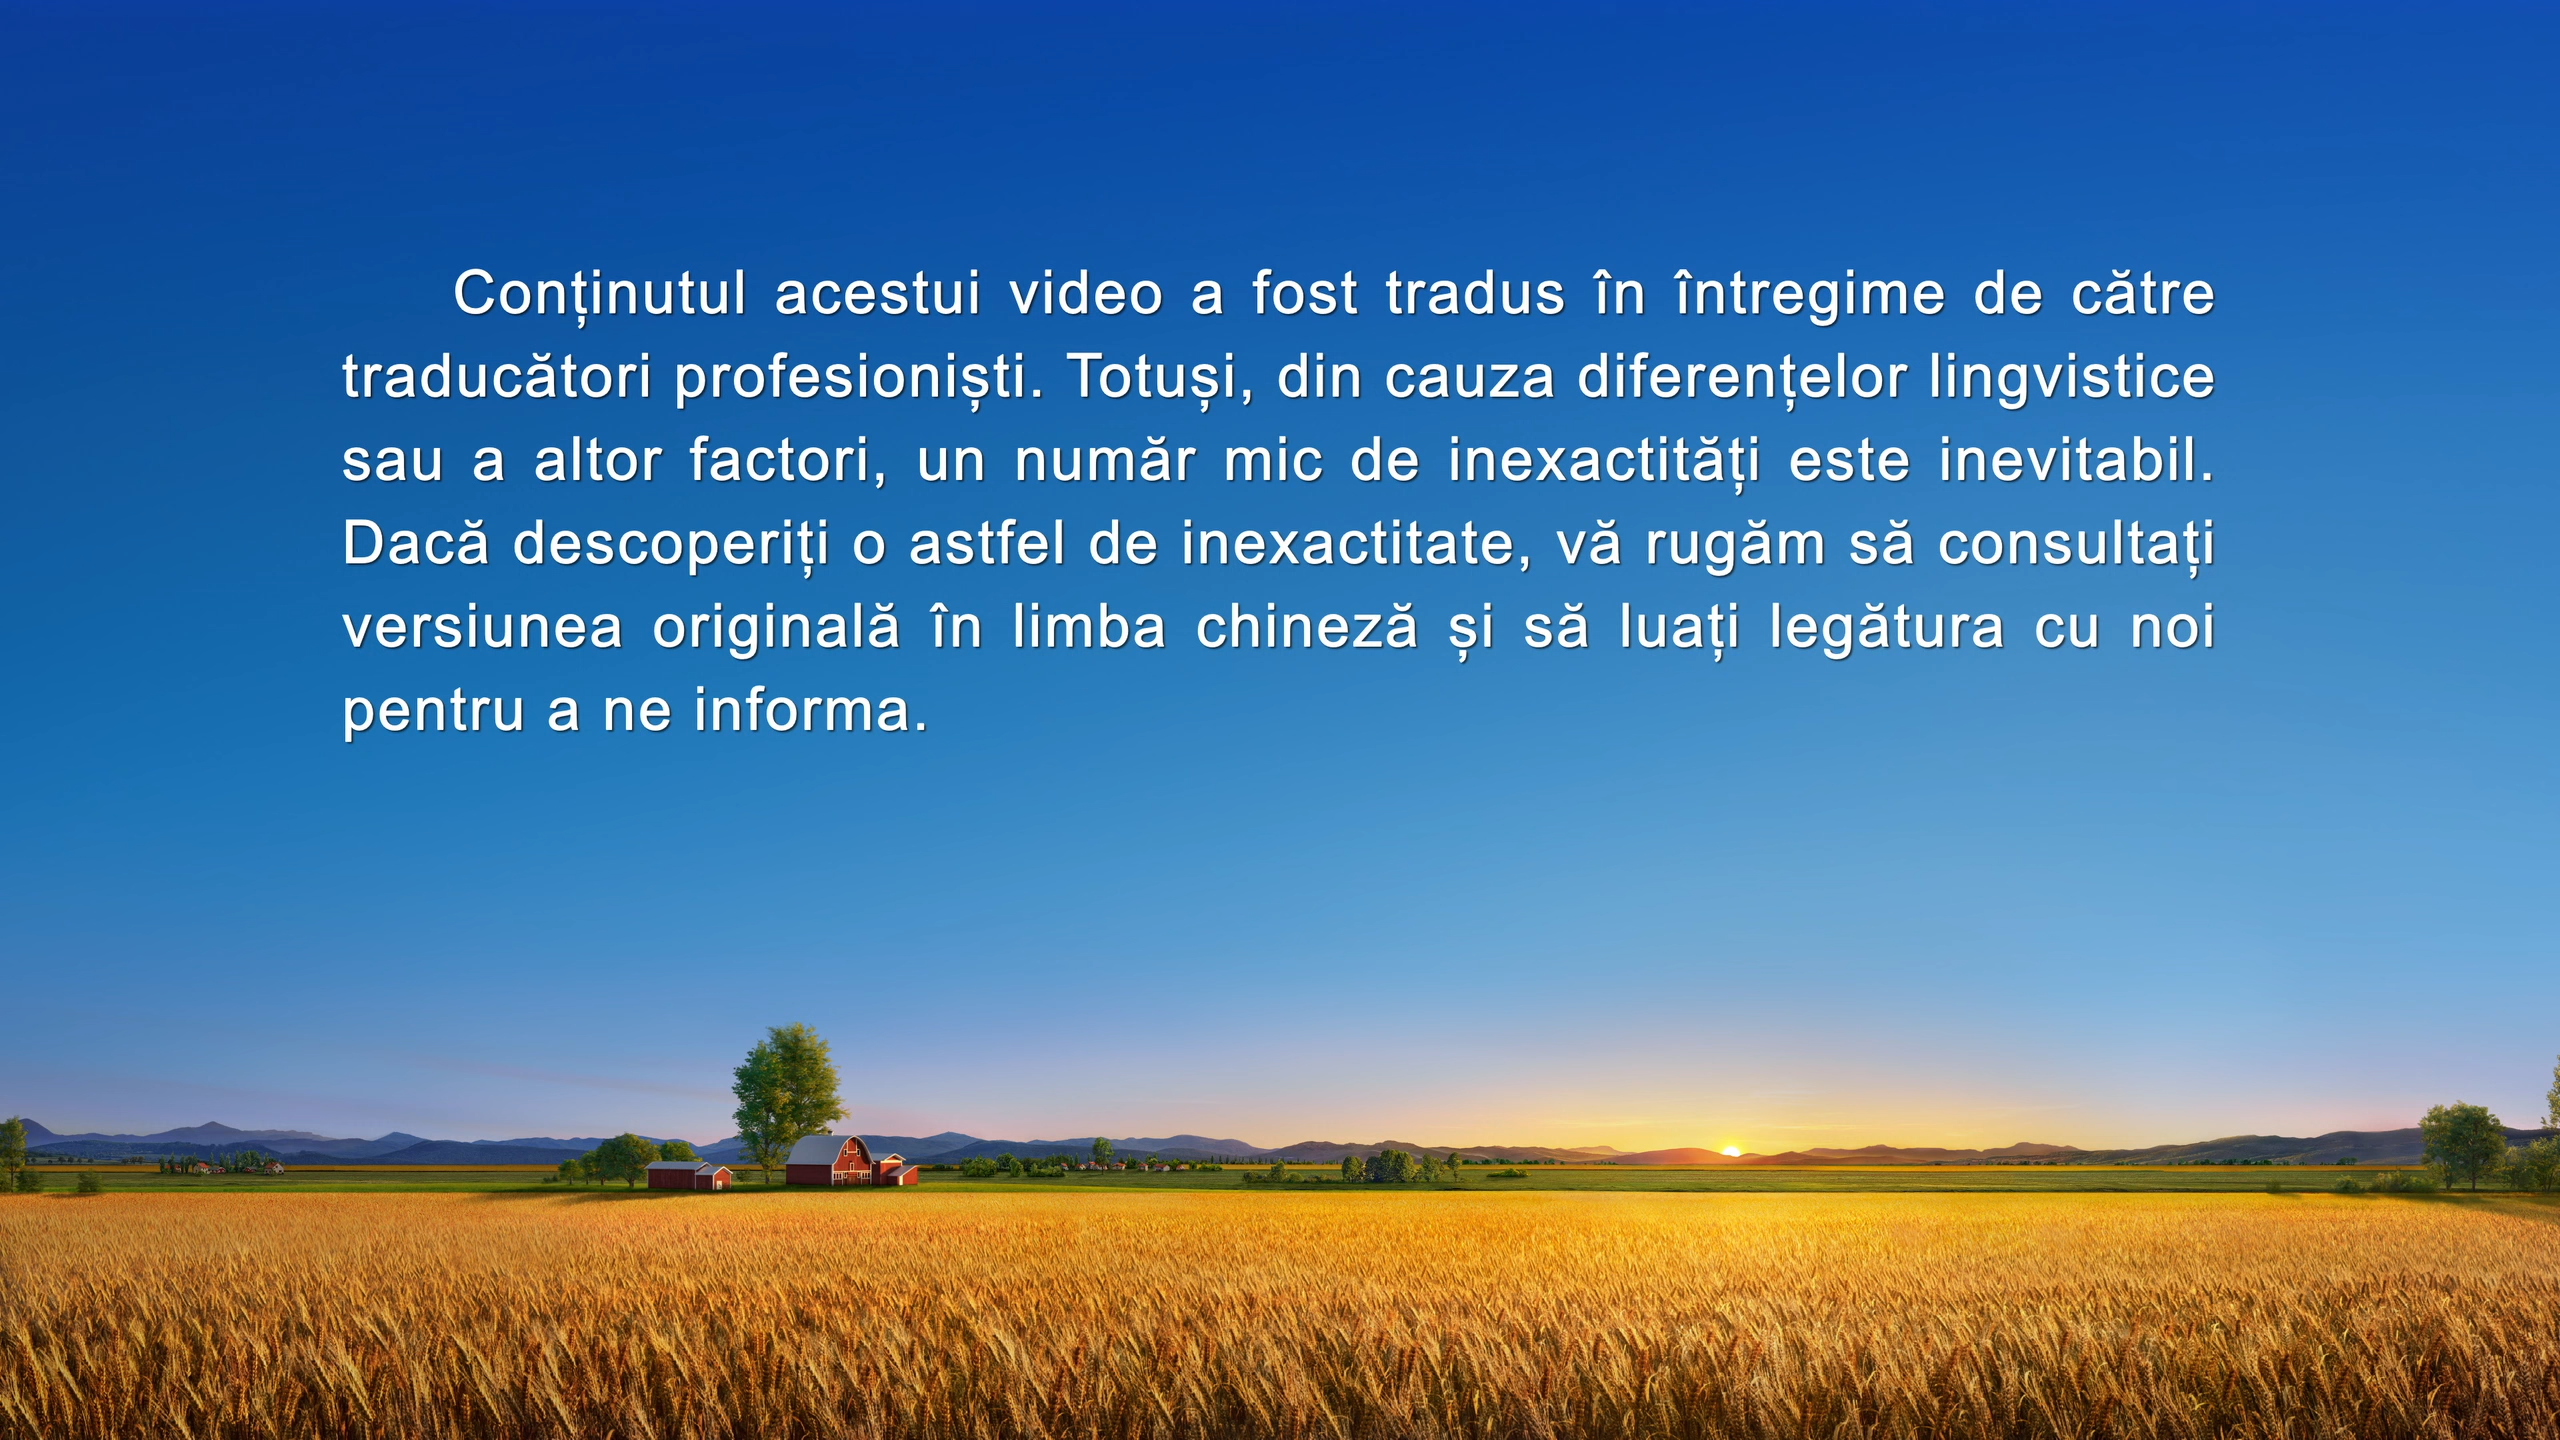 Conținutul acestui video a fost tradus în întregime de către
traducători profesioniști. Totuși, din cauza diferențelor lingvistice
sau a altor factori, un număr mic de inexactități este inevitabil.
Dacă descoperiți o astfel de inexactitate, vă rugăm să consultați
versiunea originală în limba chineză și să luați legătura cu noi
pentru a ne informa.